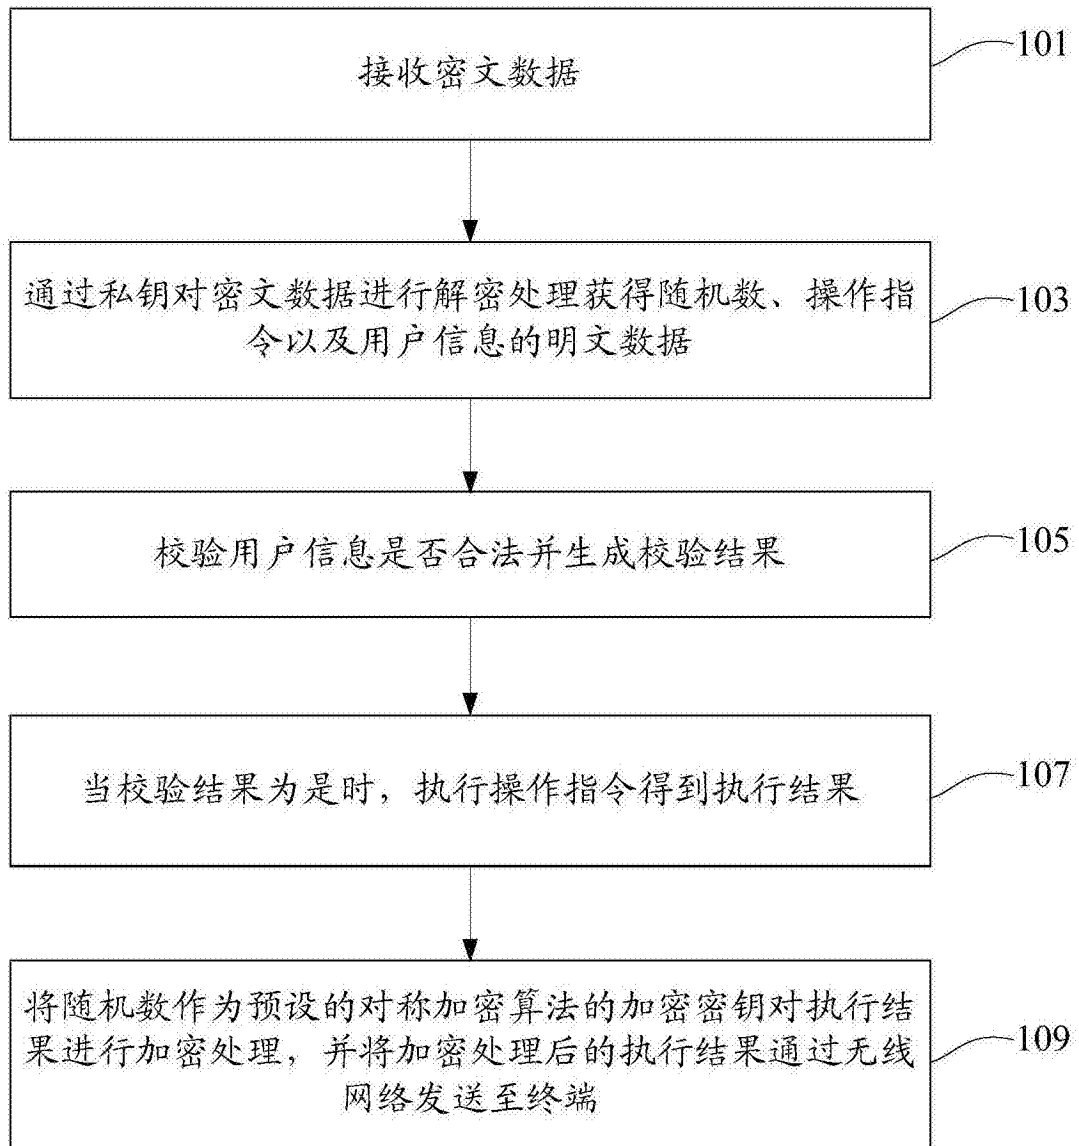 接收密文数据
101
通过私钥对密文数据进行解密处理获得随机数、操作指
令以及用户信息的明文数据
103
校验用户信息是否合法并生成校验结果
105
当校验结果为是时，执行操作指令得到执行结果
107
将随机数作为预设的对称加密算法的加密密钥对执行结
果进行加密处理，并将加密处理后的执行结果通过无线
网络发送至终端
109